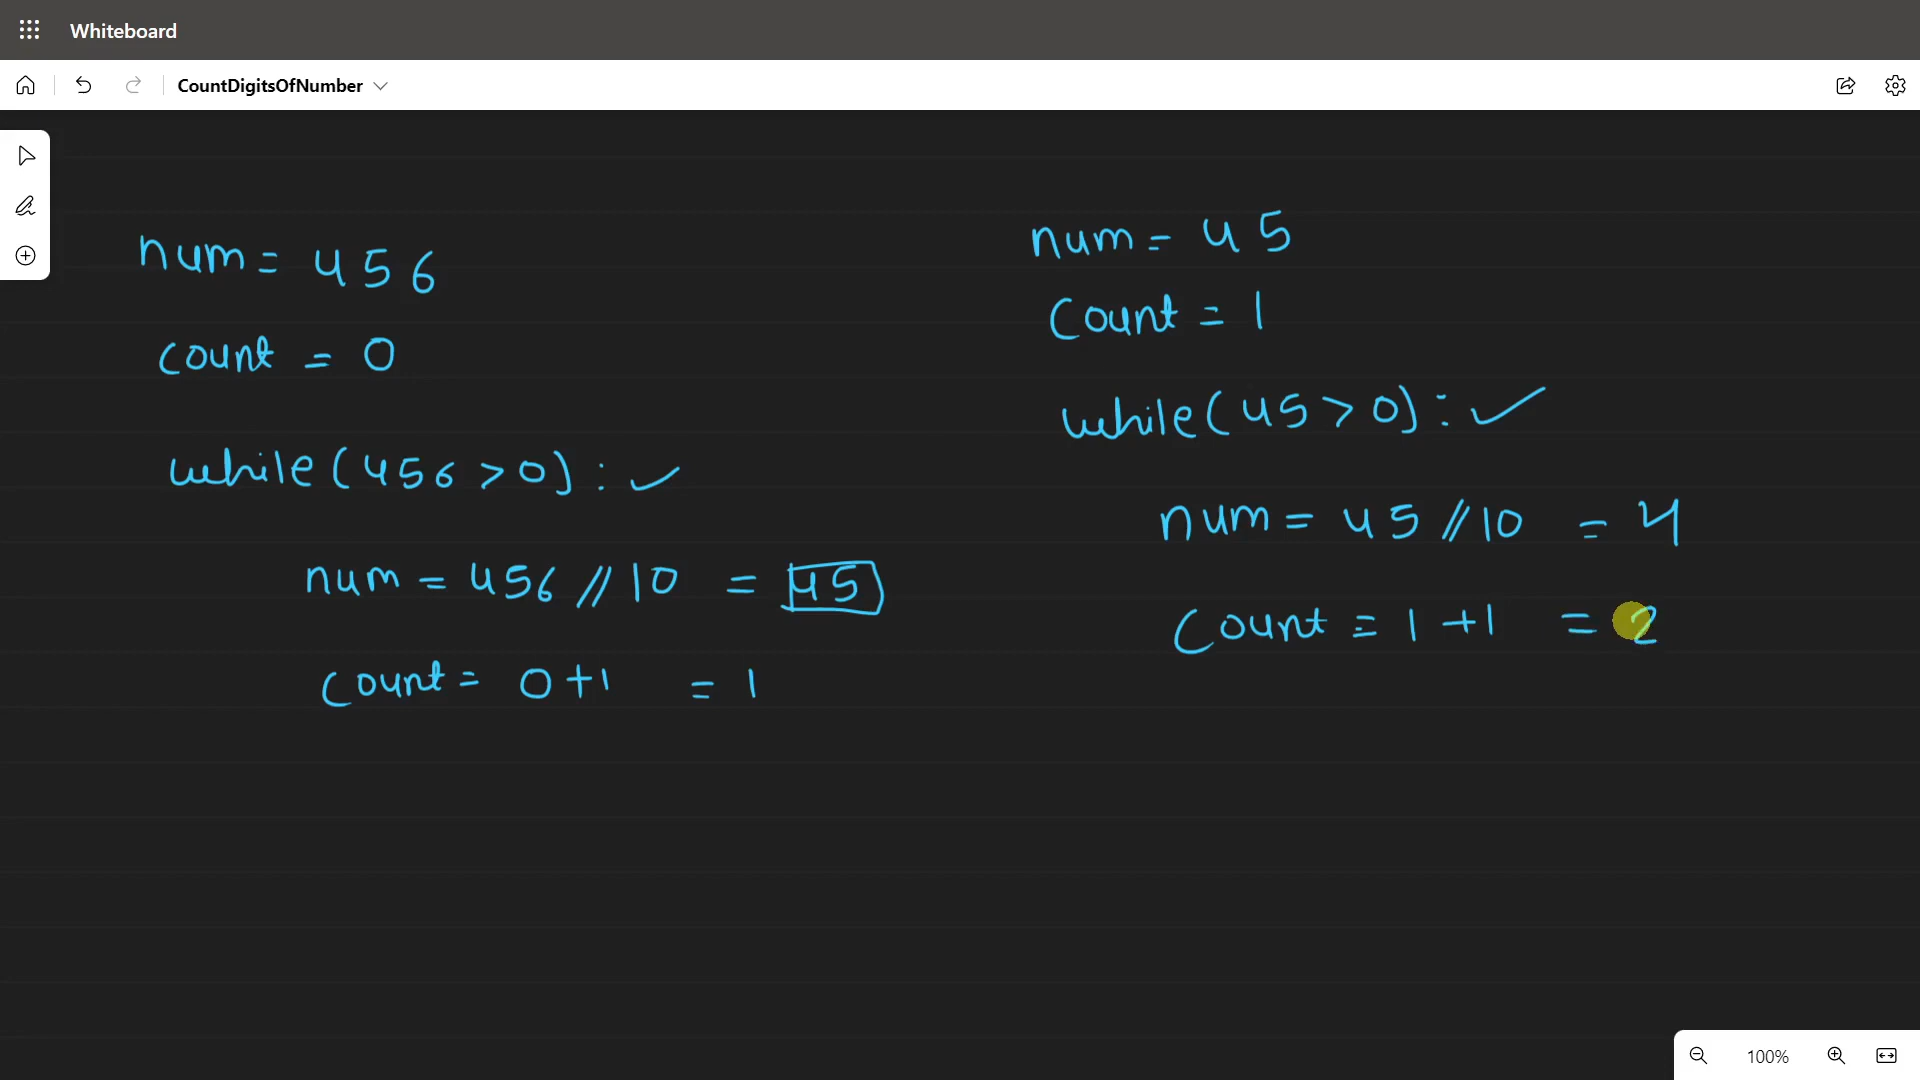 Whiteboard
CountDigitsOfNumber
num = 456
count = 0
while(456 > 0) : ✓
num = 456 // 10 = 45
count = 0+1 = 1
num = 45
Count = 1
while(45 > 0) : ✓
num = 45 // 10 = 4
Count = 1 + 1 = 2
100%